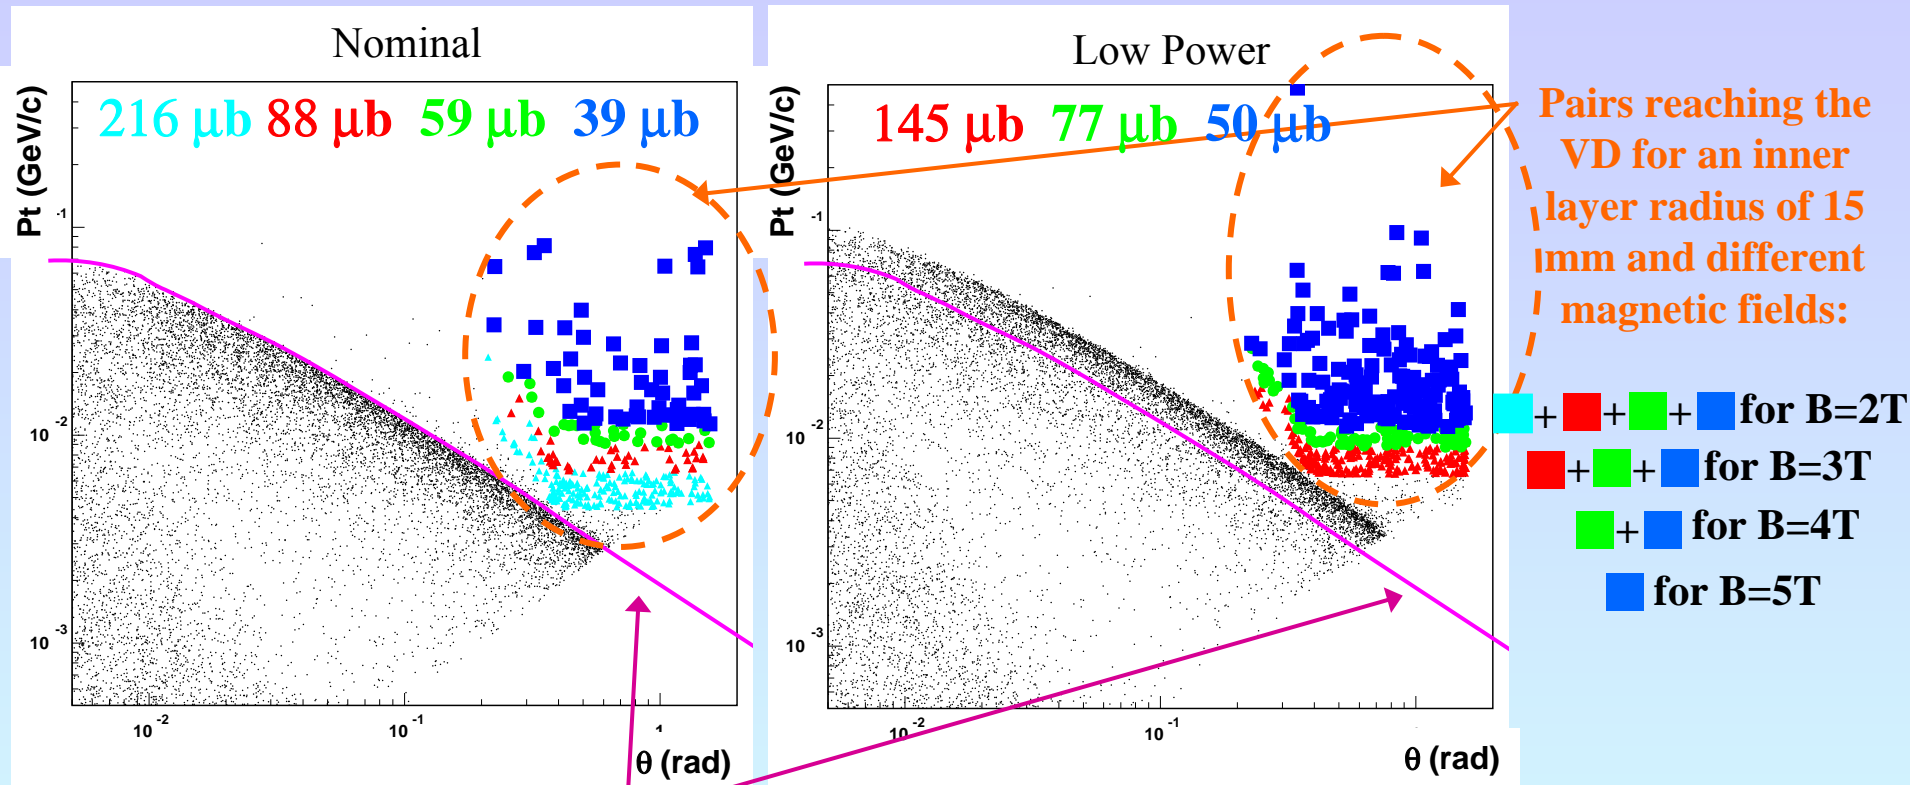 Nominal
216 μb 88 μb 59 μb 39 μb
Pt (GeV/c)
-1
10 -2
10 -3
10 -2
10 -1
1
θ (rad)
Low Power
145 μb 77 μb 50 μb
Pt (GeV/c)
-1
10 -2
10
10 -2
10 -1
θ (rad)
Pairs reaching the
VD for an inner
layer radius of 15
mm and different
magnetic fields:
+ + + for B=2T
+ + for B=3T
+ for B=4T
for B=5T